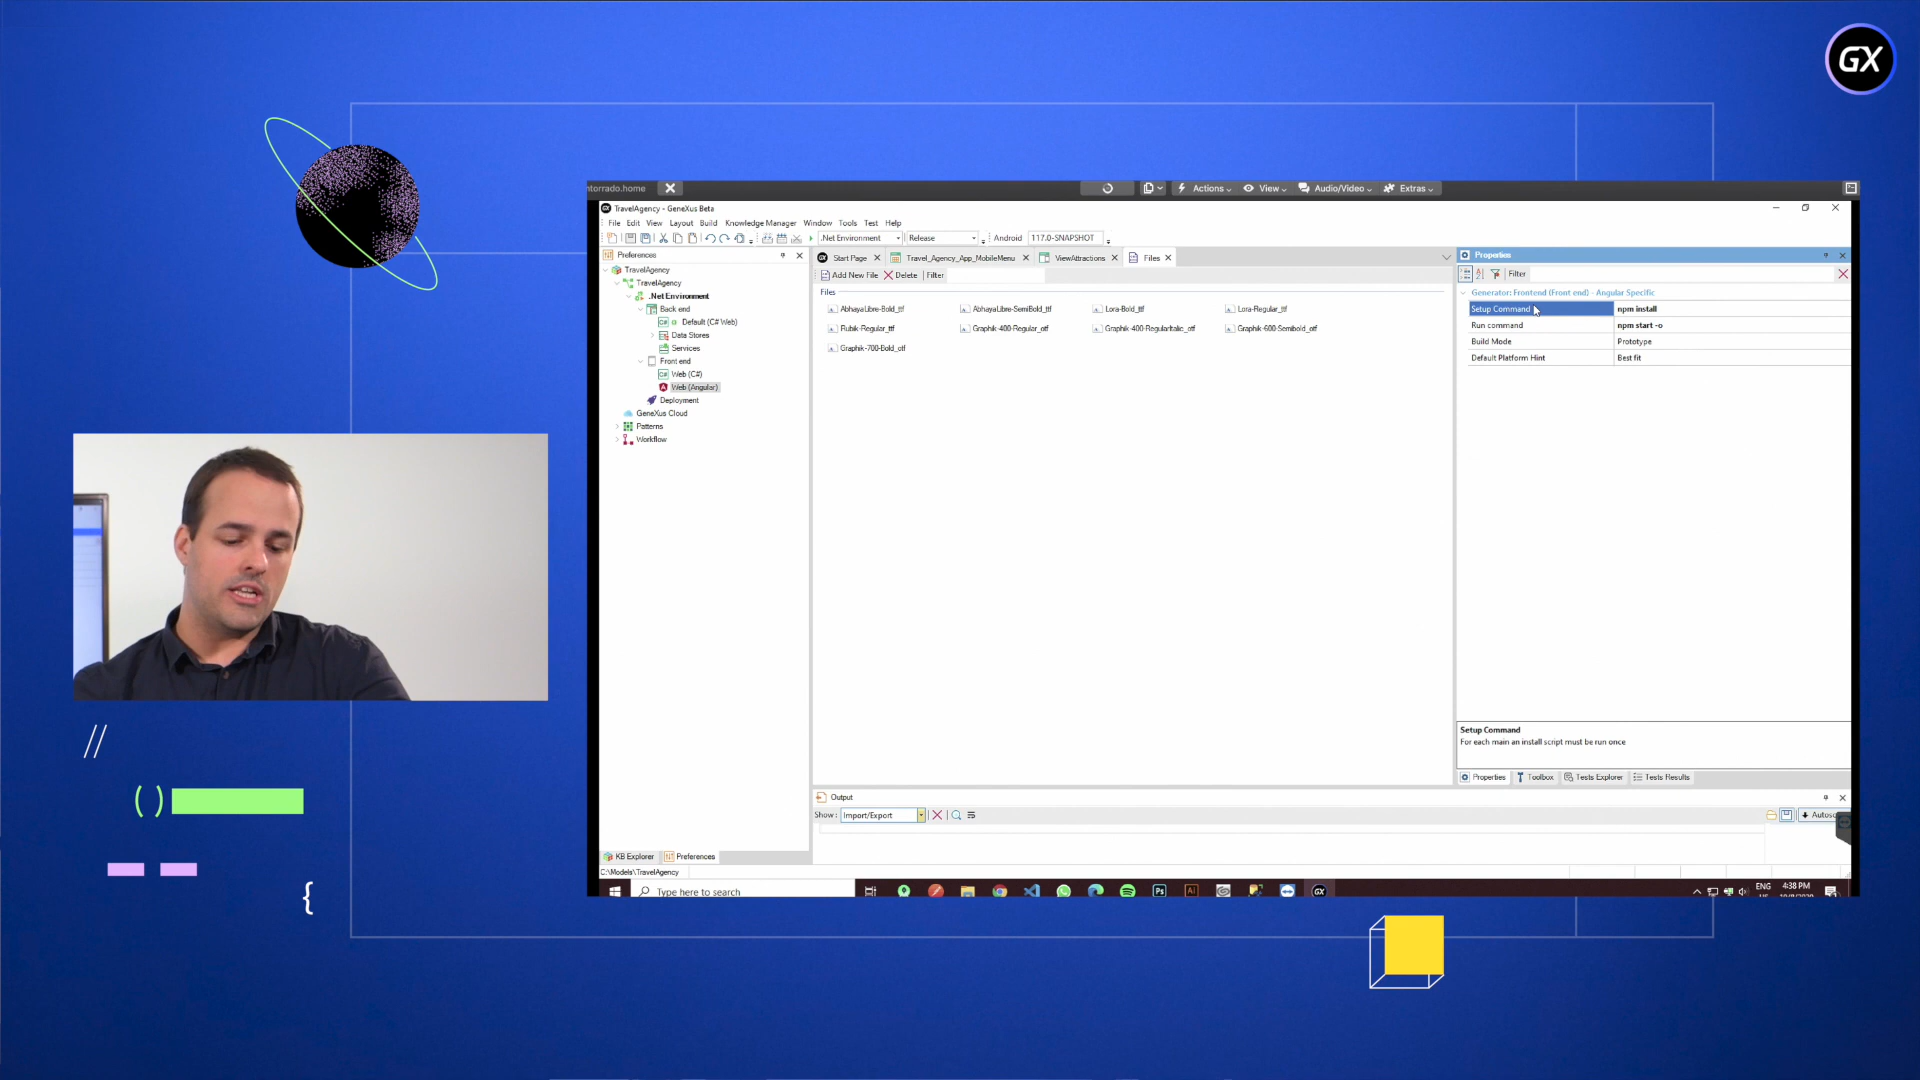 GX
ntorrado.home
Actions
View
Audio/Video
Extras
TravelAgency - GeneXus Beta
File Edit View Layout Build Knowledge Manager Window Tools Test Help
.Net Environment
Release
Android
117.0-SNAPSHOT
Preferences
TravelAgency
TravelAgency
.Net Environment
Back end
Default (C# Web)
Data Stores
Services
Front end
Web (C#)
Web (Angular)
Deployment
GeneXus Cloud
Patterns
Workflow
KB Explorer
Preferences
C:\Models\TravelAgency
Start Page
Travel_Agency_App_MobileMenu
ViewAttractions
Files
Add New File
Delete
Filter
Files
AbhayaLibre-Bold_ttf
AbhayaLibre-SemiBold_ttf
Lora-Bold_ttf
Lora-Regular_ttf
Rubik-Regular_ttf
Graphik-400-Regular_otf
Graphik-400-RegularItalic_otf
Graphik-600-Semibold_otf
Graphik-700-Bold_otf
Properties
Filter
Generator: Frontend (Front end) - Angular Specific
Setup Command npm install
Run command npm start -o
Build Mode Prototype
Default Platform Hint Best fit
Setup Command
For each main an install script must be run once
Properties
Toolbox
Tests Explorer
Tests Results
Output
Show: Import/Export
Type here to search
Ps
Ai
ENG
4:38 PM
//
()
{